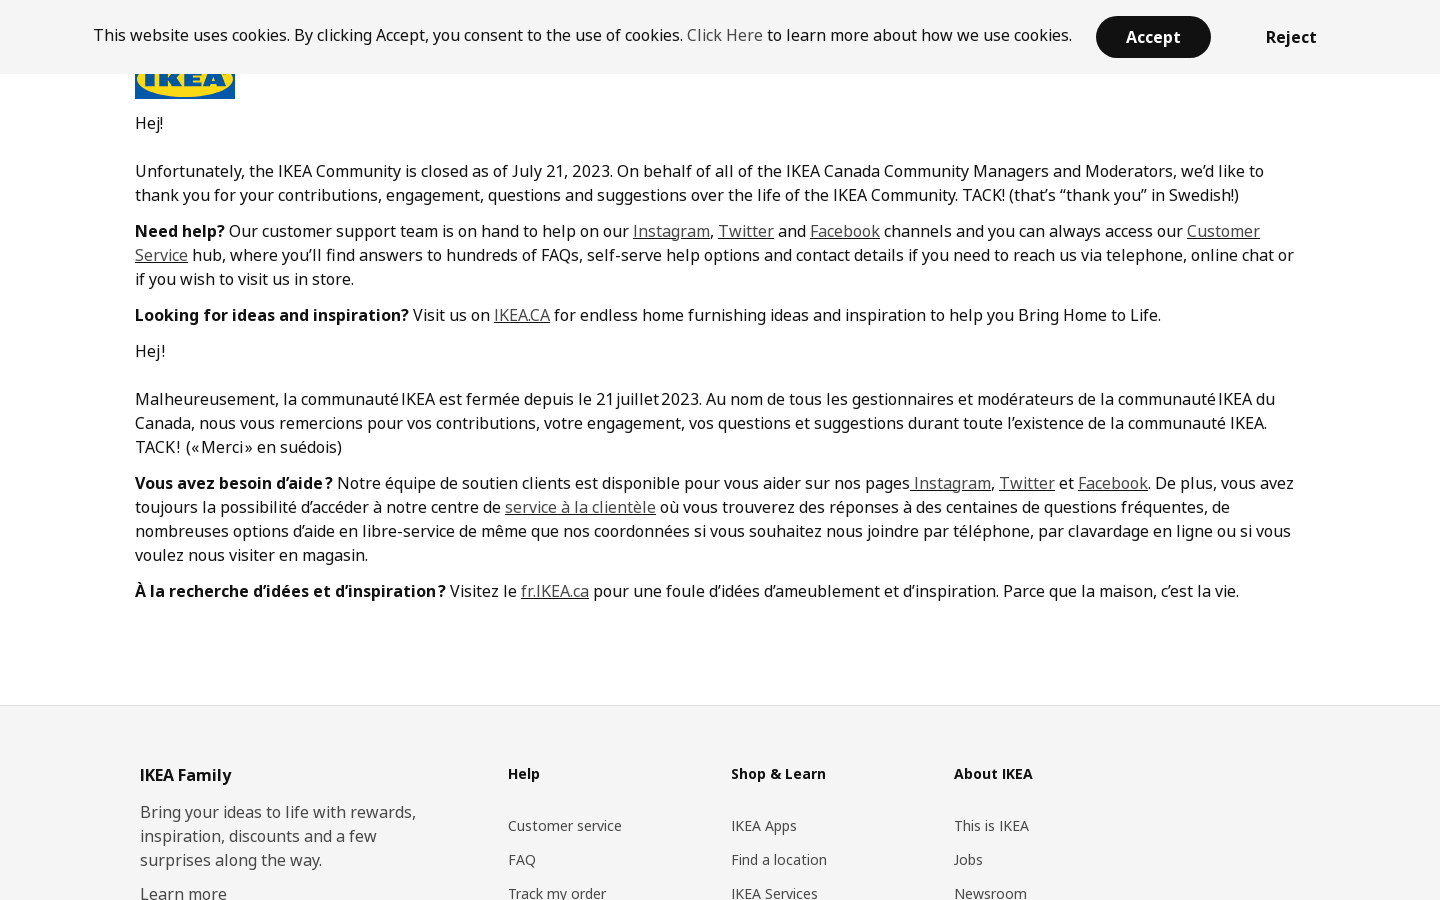 This website uses cookies. By clicking Accept, you consent to the use of cookies. Click Here to learn more about how we use cookies.
Accept
Reject
IKEA
Hej!
Unfortunately, the IKEA Community is closed as of July 21, 2023. On behalf of all of the IKEA Canada Community Managers and Moderators, we’d like to
thank you for your contributions, engagement, questions and suggestions over the life of the IKEA Community. TACK! (that’s “thank you” in Swedish!)
Need help? Our customer support team is on hand to help on our Instagram, Twitter and Facebook channels and you can always access our Customer
Service hub, where you’ll find answers to hundreds of FAQs, self-serve help options and contact details if you need to reach us via telephone, online chat or
if you wish to visit us in store.
Looking for ideas and inspiration? Visit us on IKEA.CA for endless home furnishing ideas and inspiration to help you Bring Home to Life.
Hej !
Malheureusement, la communauté IKEA est fermée depuis le 21 juillet 2023. Au nom de tous les gestionnaires et modérateurs de la communauté IKEA du
Canada, nous vous remercions pour vos contributions, votre engagement, vos questions et suggestions durant toute l’existence de la communauté IKEA.
TACK ! (« Merci » en suédois)
Vous avez besoin d’aide ? Notre équipe de soutien clients est disponible pour vous aider sur nos pages Instagram, Twitter et Facebook. De plus, vous avez
toujours la possibilité d’accéder à notre centre de service à la clientèle où vous trouverez des réponses à des centaines de questions fréquentes, de
nombreuses options d’aide en libre-service de même que nos coordonnées si vous souhaitez nous joindre par téléphone, par clavardage en ligne ou si vous
voulez nous visiter en magasin.
À la recherche d’idées et d’inspiration ? Visitez le fr.IKEA.ca pour une foule d’idées d’ameublement et d’inspiration. Parce que la maison, c’est la vie.
IKEA Family
Bring your ideas to life with rewards,
inspiration, discounts and a few
surprises along the way.
Learn more
Help
Customer service
FAQ
Track my order
Shop & Learn
IKEA Apps
Find a location
IKEA Services
About IKEA
This is IKEA
Jobs
Newsroom